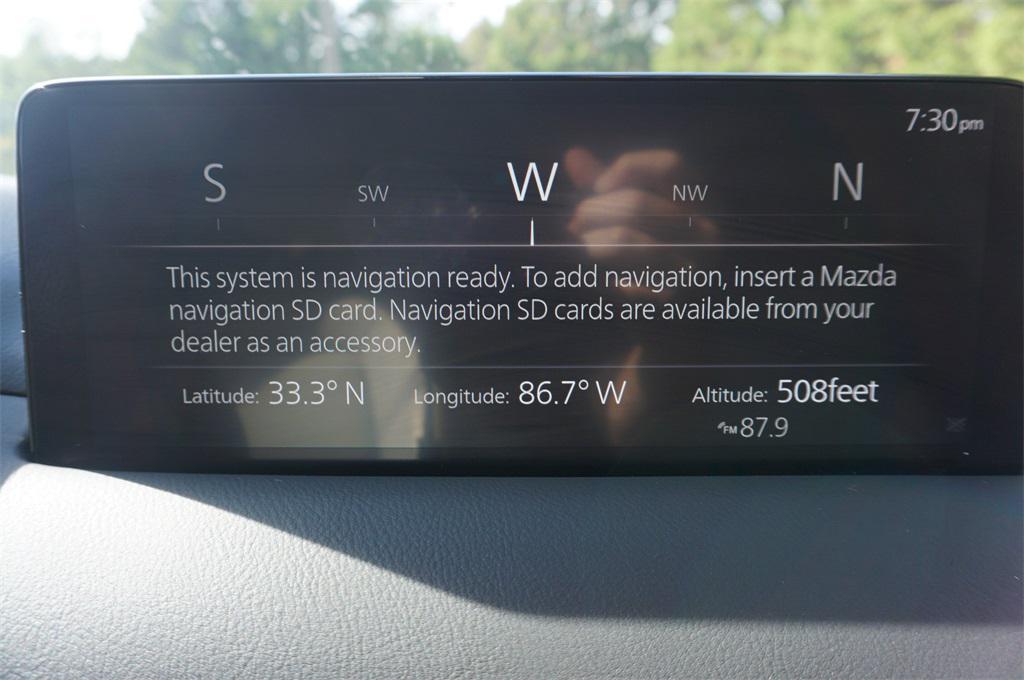 7:30pm
S SW W NW N
This system is navigation ready. To add navigation, insert a Mazda
navigation SD card. Navigation SD cards are available from your
dealer as an accessory.
Latitude: 33.3° N Longitude: 86.7° W Altitude: 508feet
FM 87.9